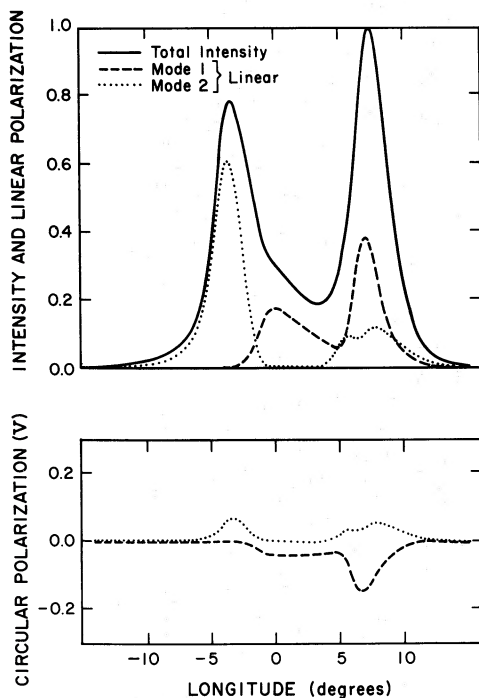 INTENSITY AND LINEAR POLARIZATION
1.0
0.8
0.6
0.4
0.2
0.0
Total Intensity
Mode 1
Mode 2
Linear
CIRCULAR POLARIZATION (V)
0.2
0.0
-0.2
-10
-5
0
5
10
LONGITUDE (degrees)